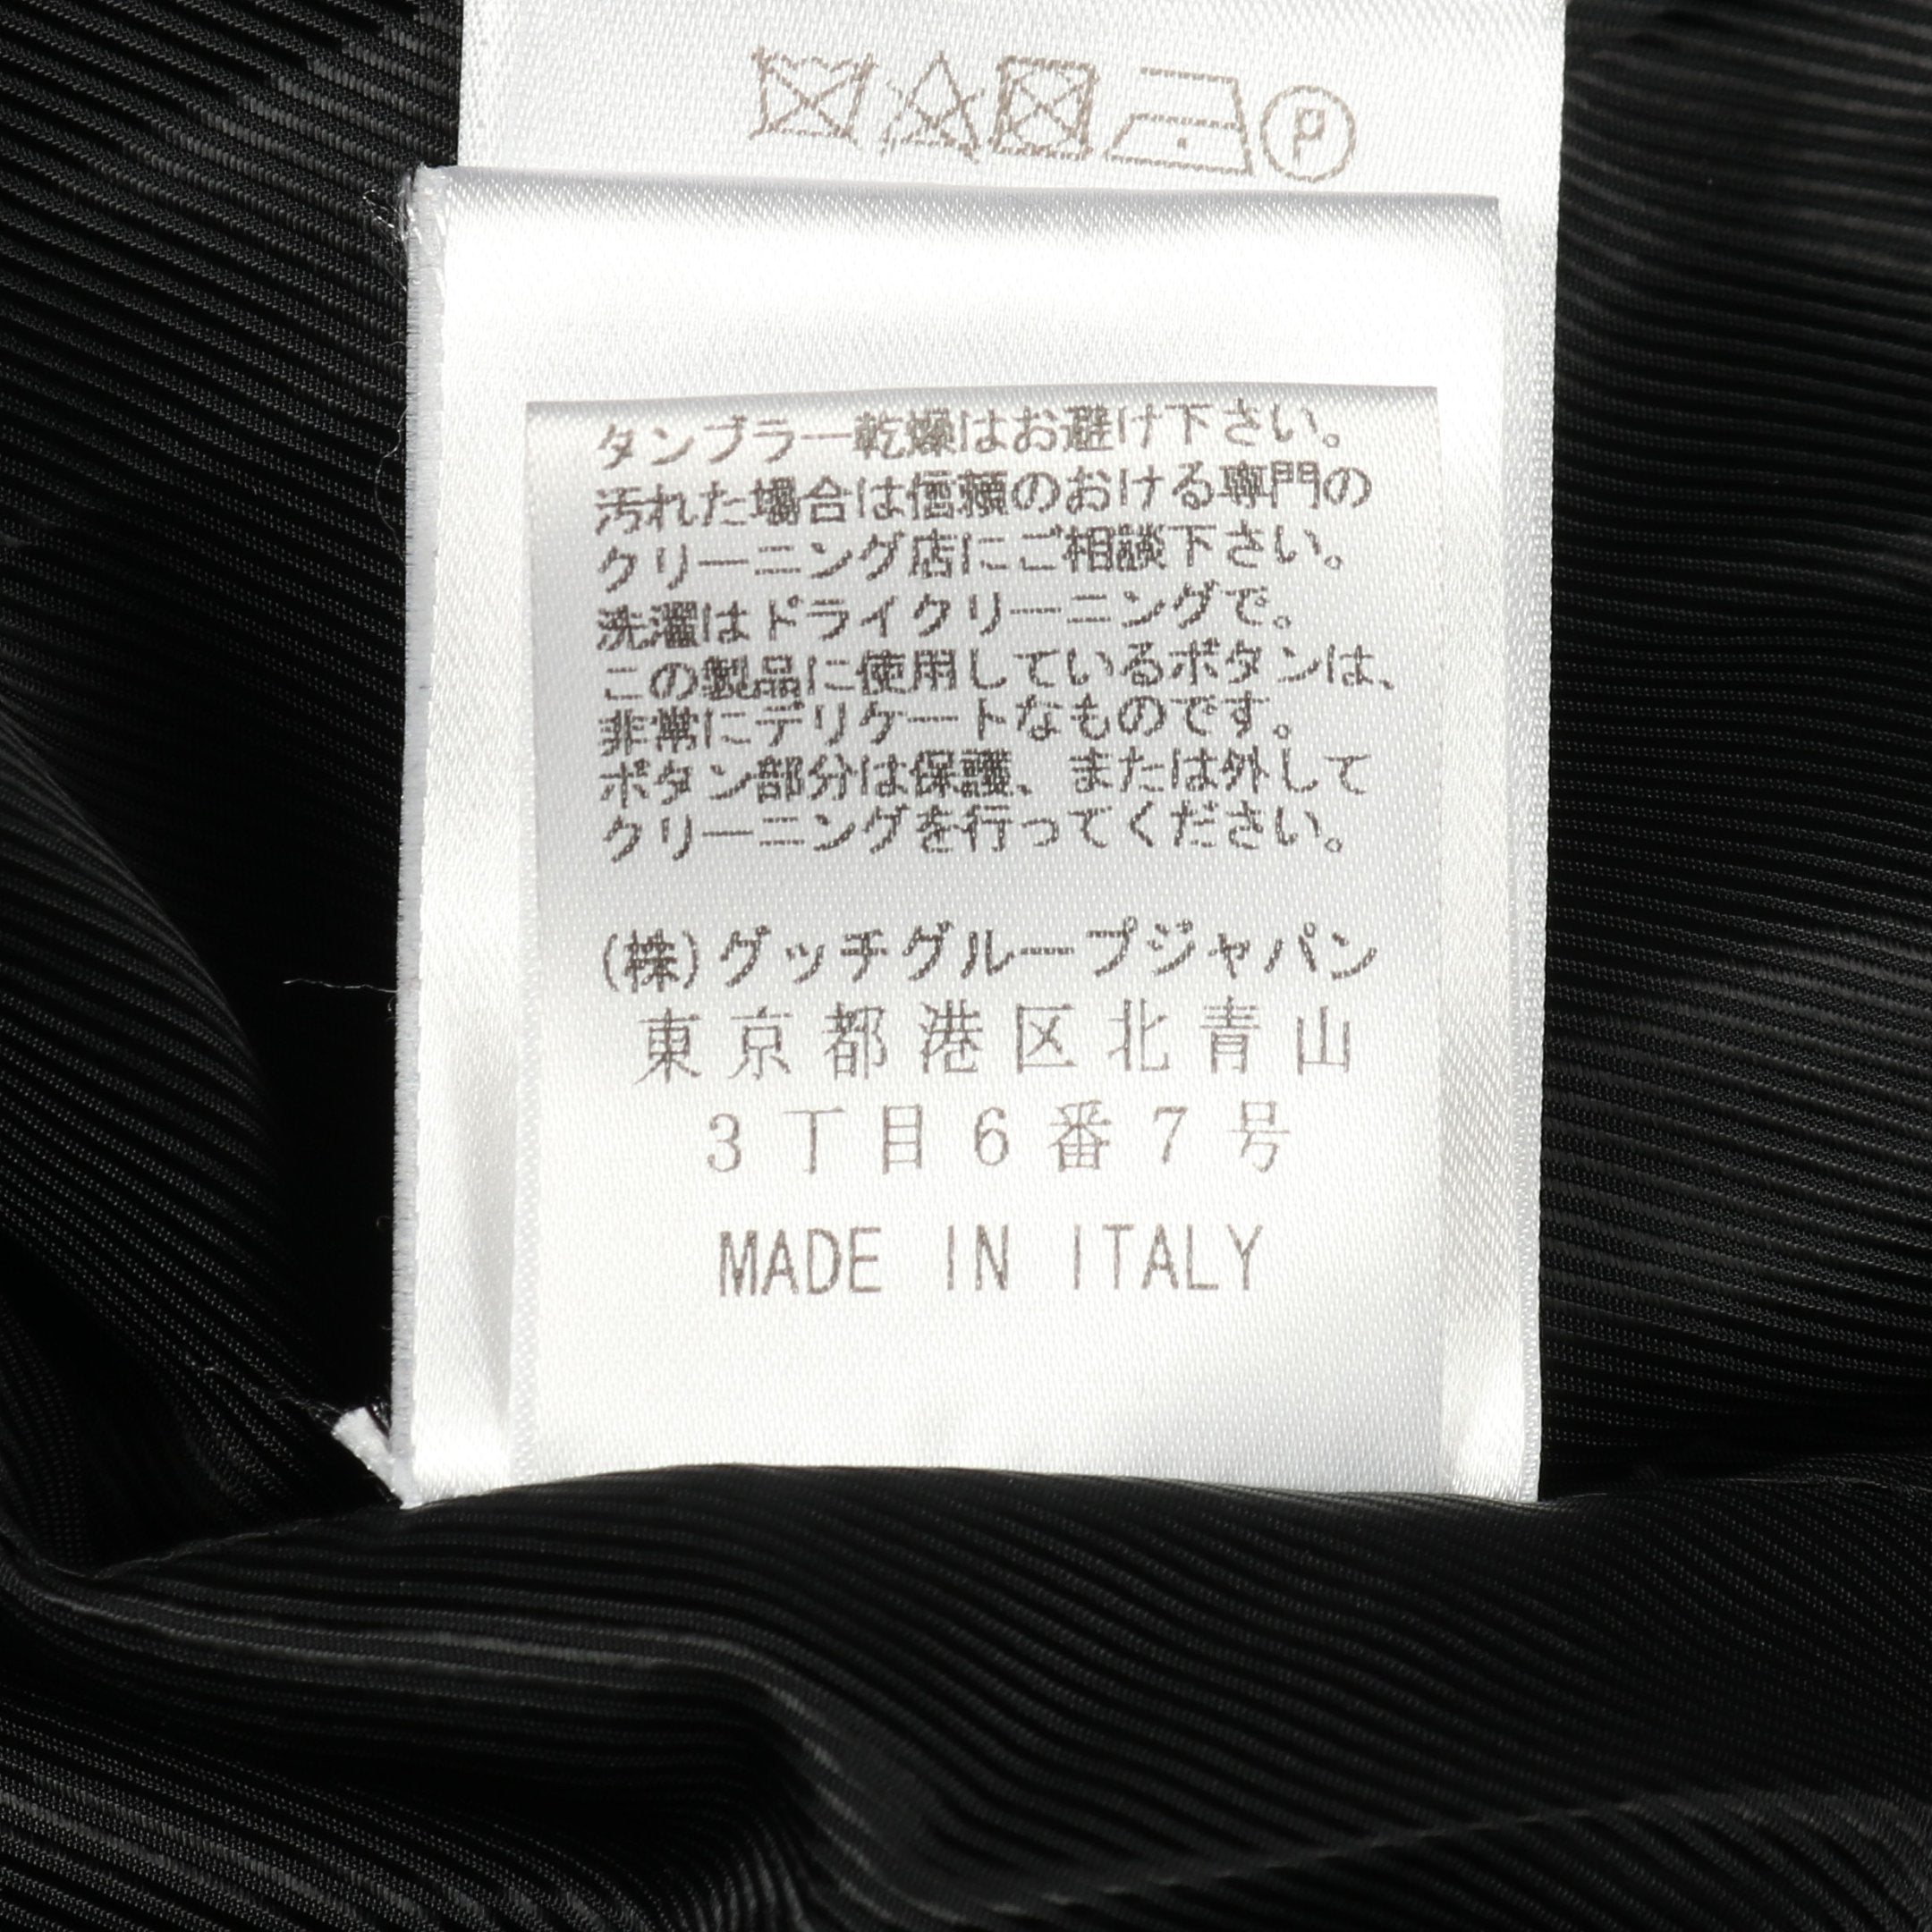 P
タンブラー乾燥はお避け下さい。
汚れた場合は信頼のおける専門の
クリーニング店にご相談下さい。
洗濯はドライクリーニングで。
この製品に使用しているボタンは、
非常にデリケートなものです。
ボタン部分は保護、または外して
クリーニングを行ってください。
(株)グッチグループジャパン
東京都港区北青山
3丁目6番7号
MADE IN ITALY